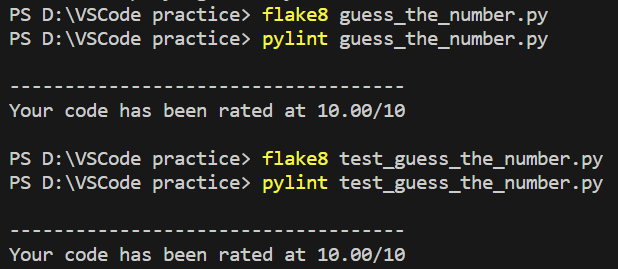 PS D:\VSCode practice> flake8 guess_the_number.py
PS D:\VSCode practice> pylint guess_the_number.py
------------------------------------
Your code has been rated at 10.00/10
PS D:\VSCode practice> flake8 test_guess_the_number.py
PS D:\VSCode practice> pylint test_guess_the_number.py
------------------------------------
Your code has been rated at 10.00/10